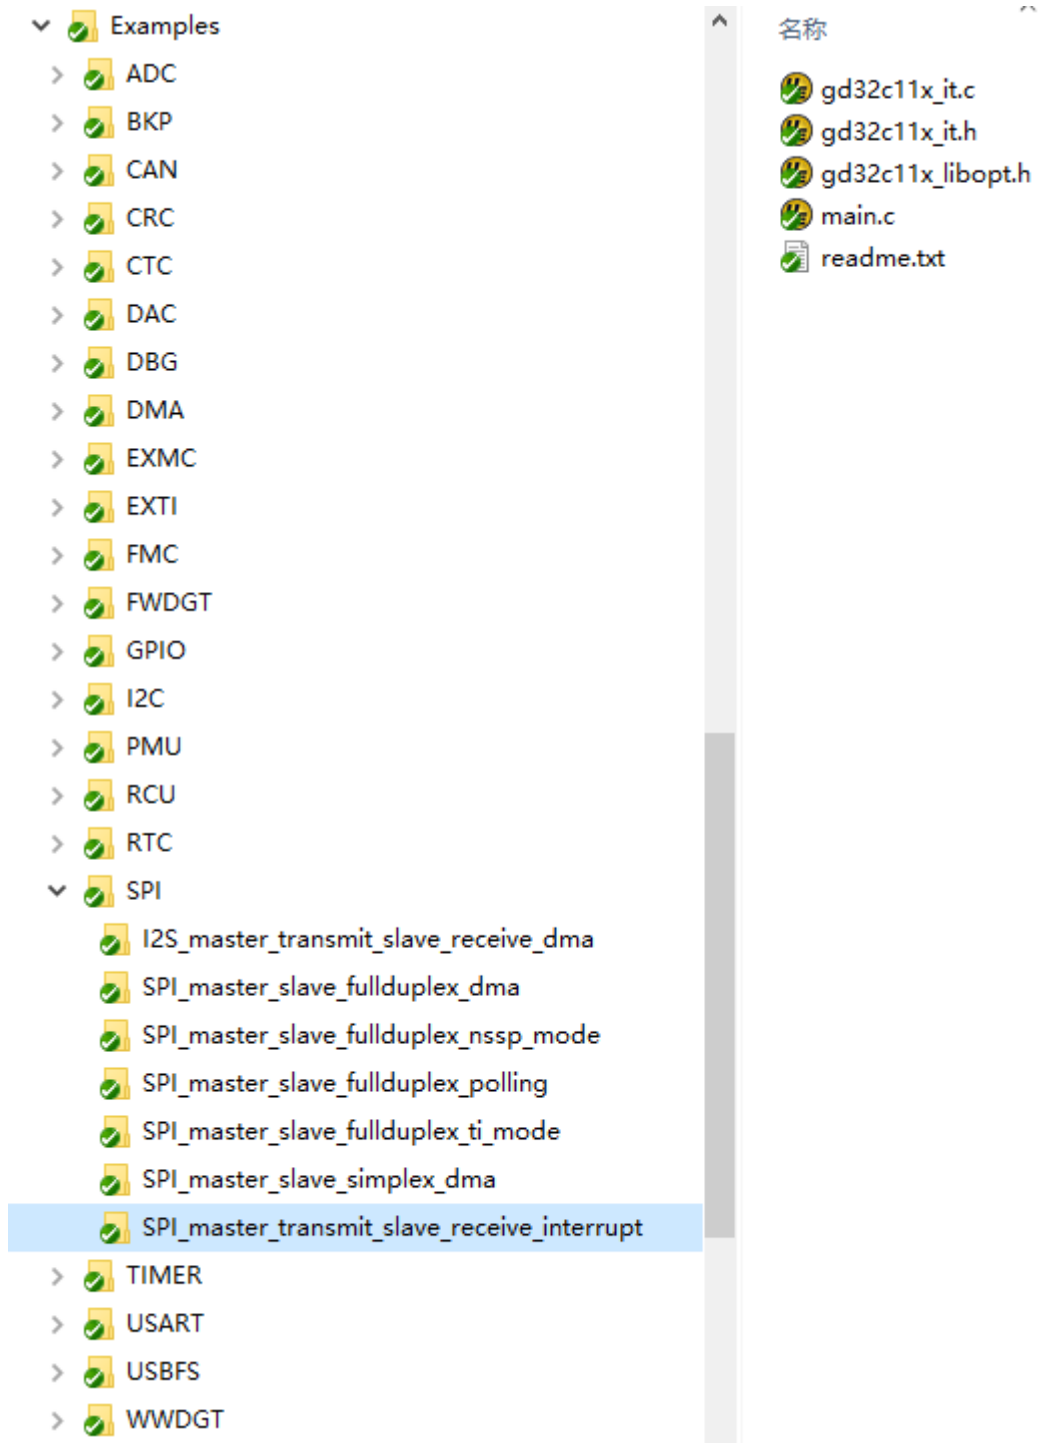 Examples
ADC
BKP
CAN
CRC
CTC
DAC
DBG
DMA
EXMC
EXTI
FMC
FWDGT
GPIO
I2C
PMU
RCU
RTC
SPI
I2S_master_transmit_slave_receive_dma
SPI_master_slave_fullduplex_dma
SPI_master_slave_fullduplex_nssp_mode
SPI_master_slave_fullduplex_polling
SPI_master_slave_fullduplex_ti_mode
SPI_master_slave_simplex_dma
SPI_master_transmit_slave_receive_interrupt
TIMER
USART
USBFS
WWDGT
名称
gd32c11x_it.c
gd32c11x_it.h
gd32c11x_libopt.h
main.c
readme.txt